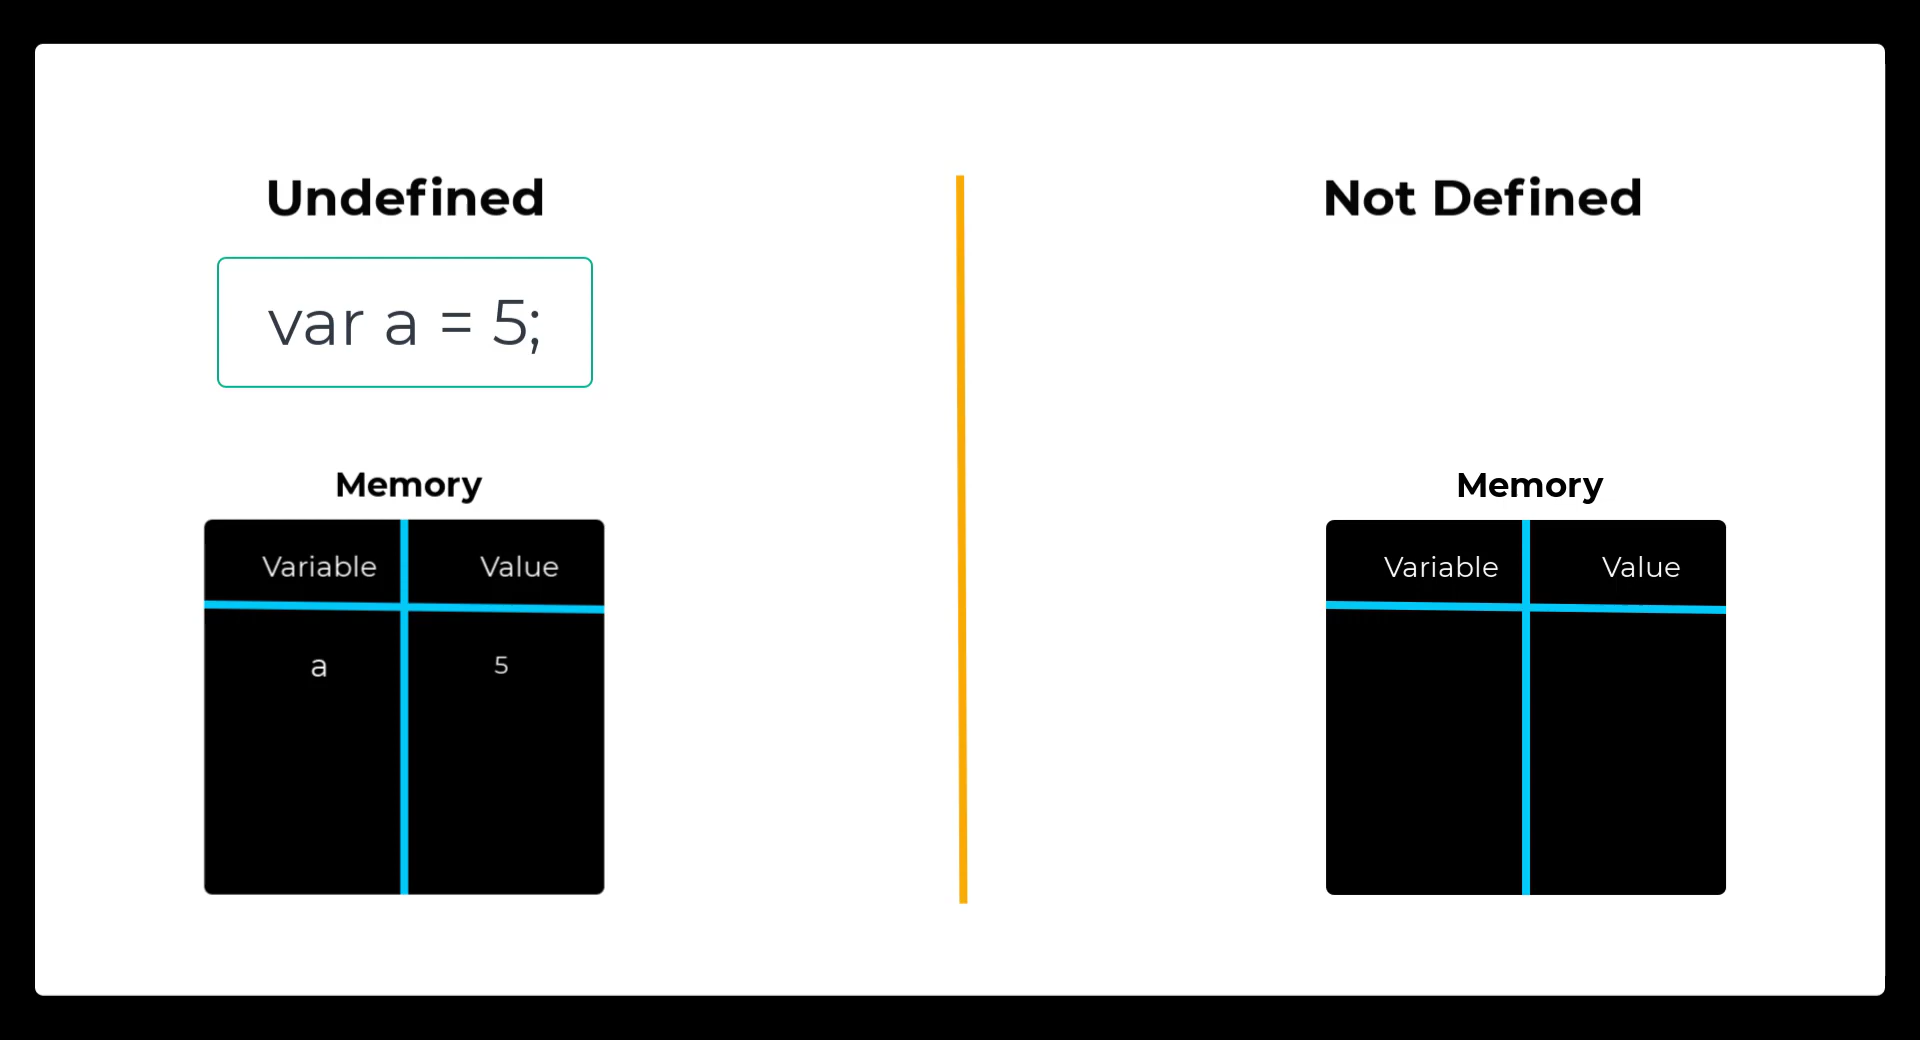 Undefined
var a = 5;
Memory
Variable Value
a 5
Not Defined
Memory
Variable Value